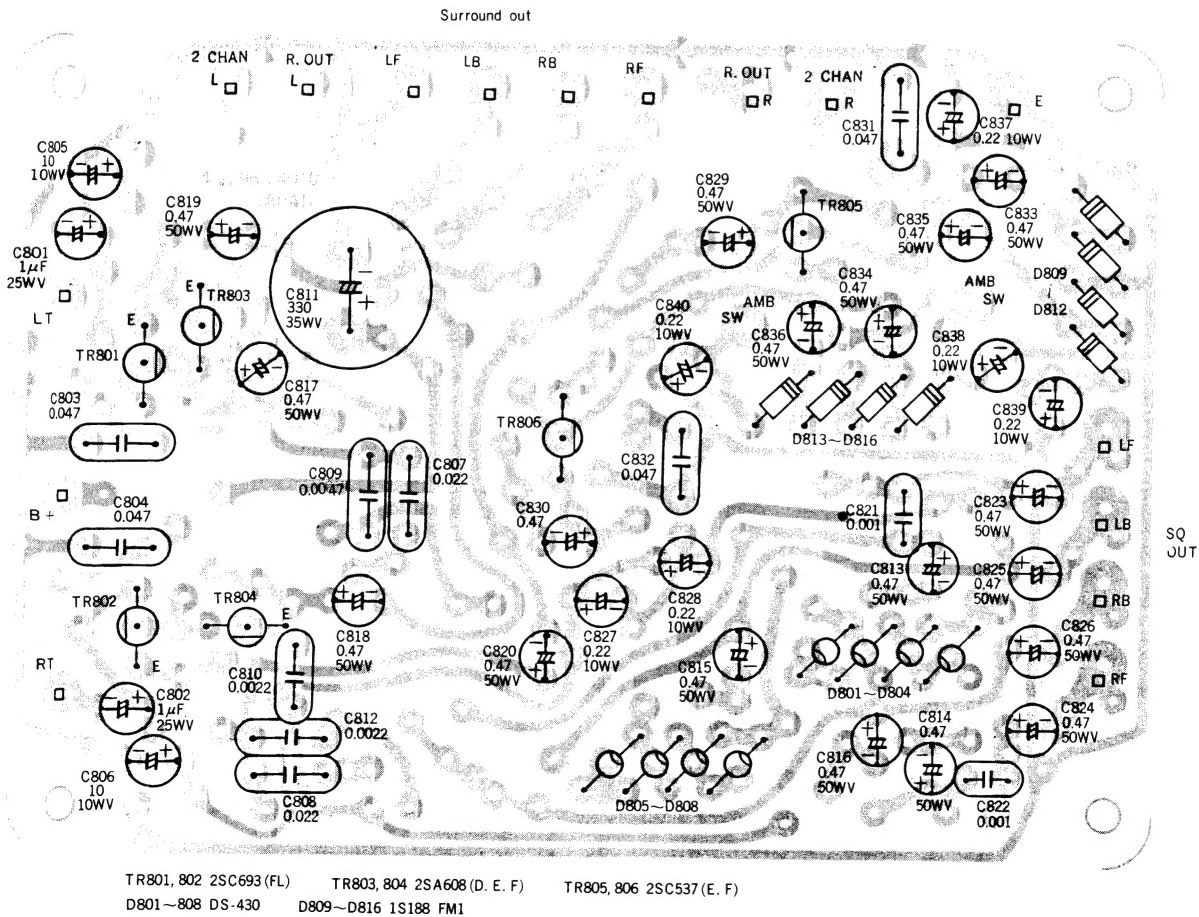 Surround out
2 CHAN
R. OUT
LF
LB
RB
RF
R. OUT
2 CHAN
L
L
R
R
E
C831
0.047
C837
0.22 10WV
C805
10
10WV
C819
0.47
50WV
C829
0.47
50WV
TR805
C835
0.47
50WV
C833
0.47
50WV
C801
1μF
25WV
LT
E
TR803
C811
330
35WV
C834
0.47
50WV
AMB
SW
D809
~
D812
C840
0.22
10WV
AMB
SW
C836
0.47
50WV
C838
0.22
10WV
E
TR801
C817
0.47
50WV
C803
0.047
C839
0.22
10WV
TR806
D813~D816
LF
C809
0.0047
C807
0.022
C832
0.047
B +
C804
0.047
C830
0.47
C821
0.001
C823
0.47
50WV
LB
SQ
OUT
C813
0.47
50WV
C825
0.47
50WV
E
TR802
TR804
E
C828
0.22
10WV
RB
C818
0.47
50WV
C827
0.22
10WV
C820
0.47
50WV
C826
0.47
50WV
RT
E
C810
0.0022
C815
0.47
50WV
D801~D804
RF
C802
1μF
25WV
C812
0.0022
C814
0.47
C824
0.47
50WV
C816
0.47
50WV
C806
10
10WV
C808
0.022
D805~D808
50WV
C822
0.001
TR801, 802 2SC693 (FL) TR803, 804 2SA608 (D. E. F) TR805, 806 2SC537 (E. F)
D801~808 DS-430 D809~D816 1S188 FM1